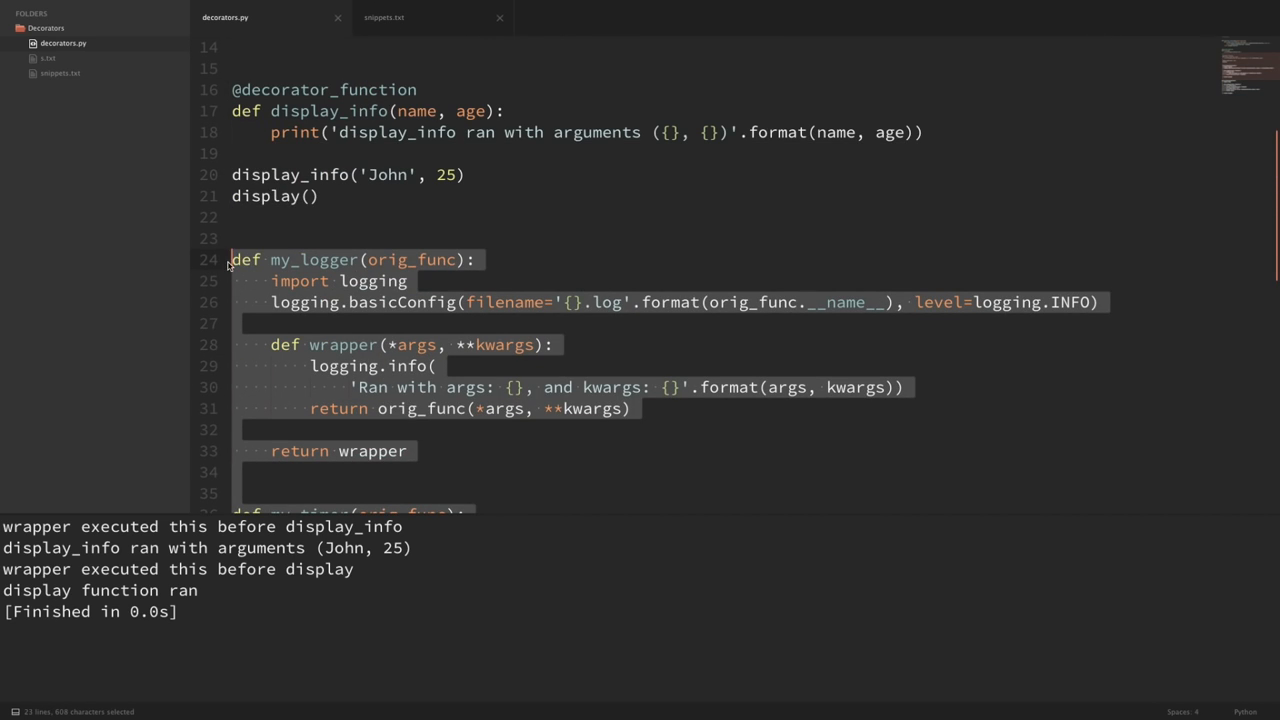 FOLDERS
Decorators
decorators.py
s.txt
snippets.txt
decorators.py × snippets.txt ×
14
15
16 @decorator_function
17 def display_info(name, age):
18 print('display_info ran with arguments ({}, {})'.format(name, age))
19
20 display_info('John', 25)
21 display()
22
23
24 def my_logger(orig_func):
25 import logging
26 logging.basicConfig(filename='{}.log'.format(orig_func.__name__), level=logging.INFO)
27
28 def wrapper(*args, **kwargs):
29 logging.info(
30 'Ran with args: {}, and kwargs: {}'.format(args, kwargs))
31 return orig_func(*args, **kwargs)
32
33 return wrapper
34
35
36 def my_timer(orig_func):
wrapper executed this before display_info
display_info ran with arguments (John, 25)
wrapper executed this before display
display function ran
[Finished in 0.0s]
23 lines, 608 characters selected Spaces: 4 Python